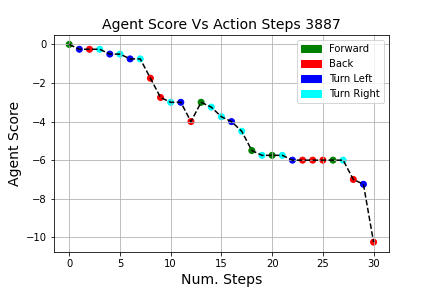 Agent Score Vs Action Steps 3887
Forward
Back
Turn Left
Turn Right
Agent Score
0
−2
−4
−6
−8
−10
0 5 10 15 20 25 30
Num. Steps